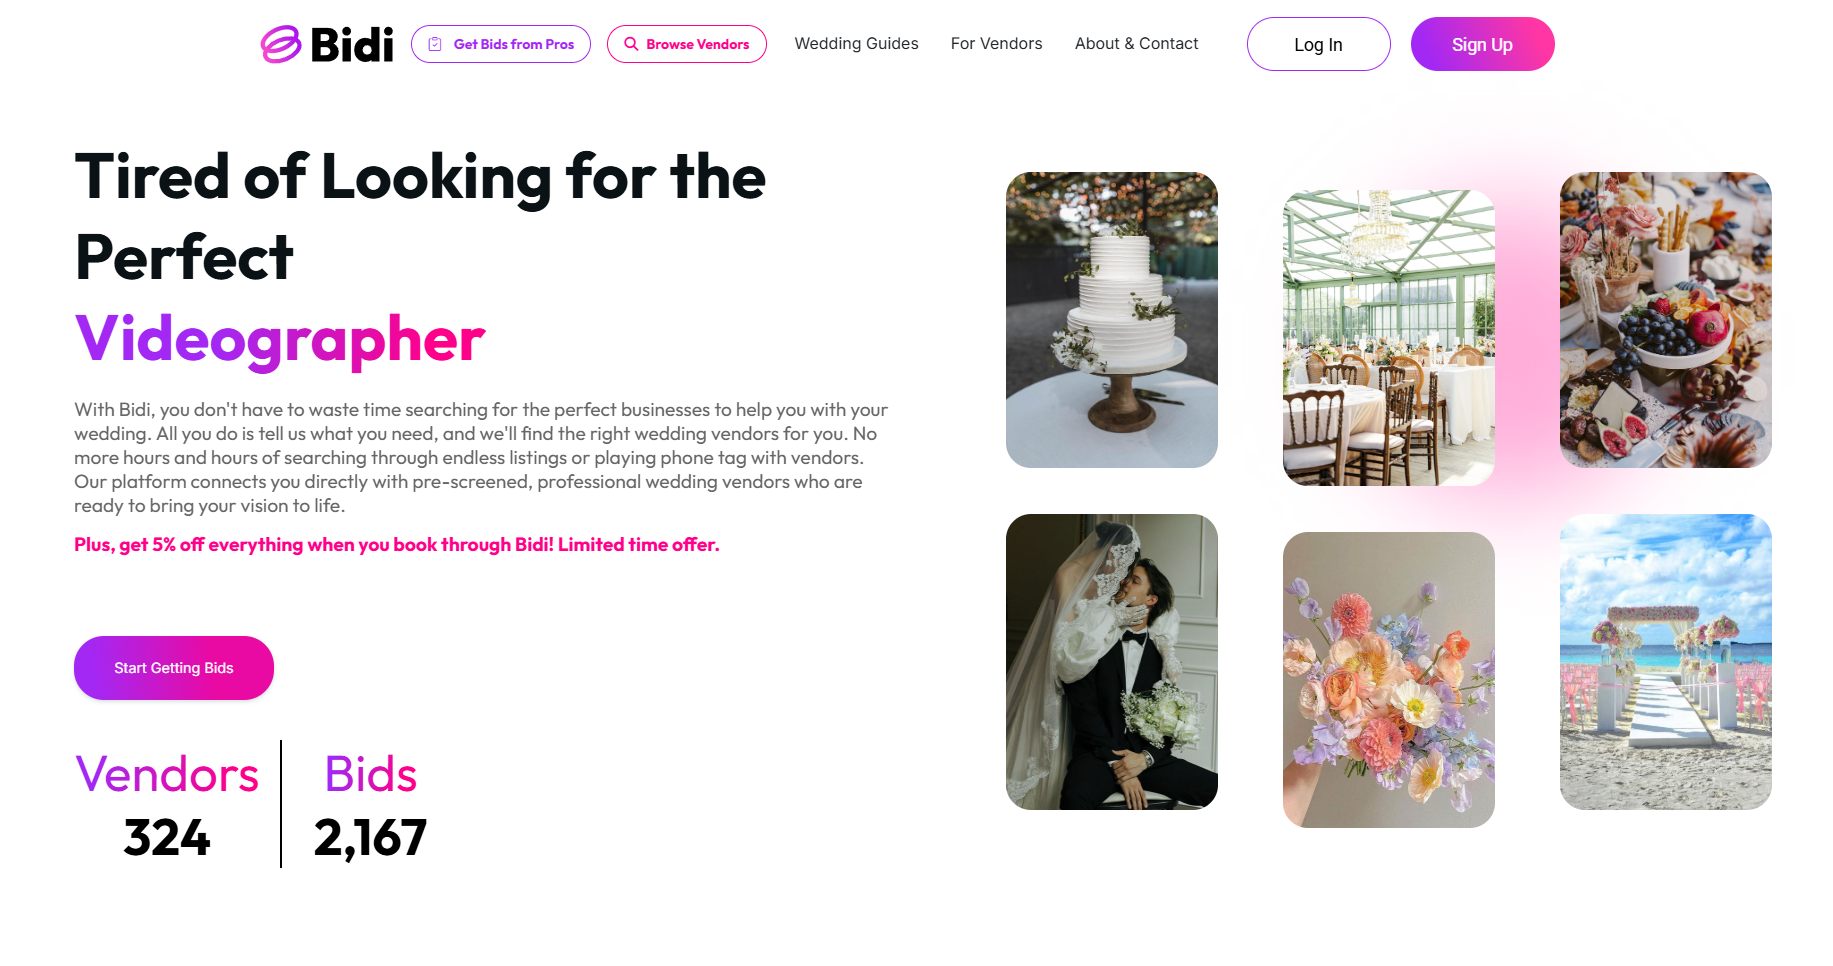 Bidi
Get Bids from Pros
Browse Vendors
Wedding Guides
For Vendors
About & Contact
Log In
Sign Up
Tired of Looking for the
Perfect
Videographer
With Bidi, you don't have to waste time searching for the perfect businesses to help you with your
wedding. All you do is tell us what you need, and we'll find the right wedding vendors for you. No
more hours and hours of searching through endless listings or playing phone tag with vendors.
Our platform connects you directly with pre-screened, professional wedding vendors who are
ready to bring your vision to life.
Plus, get 5% off everything when you book through Bidi! Limited time offer.
Start Getting Bids
Vendors
324
Bids
2,167